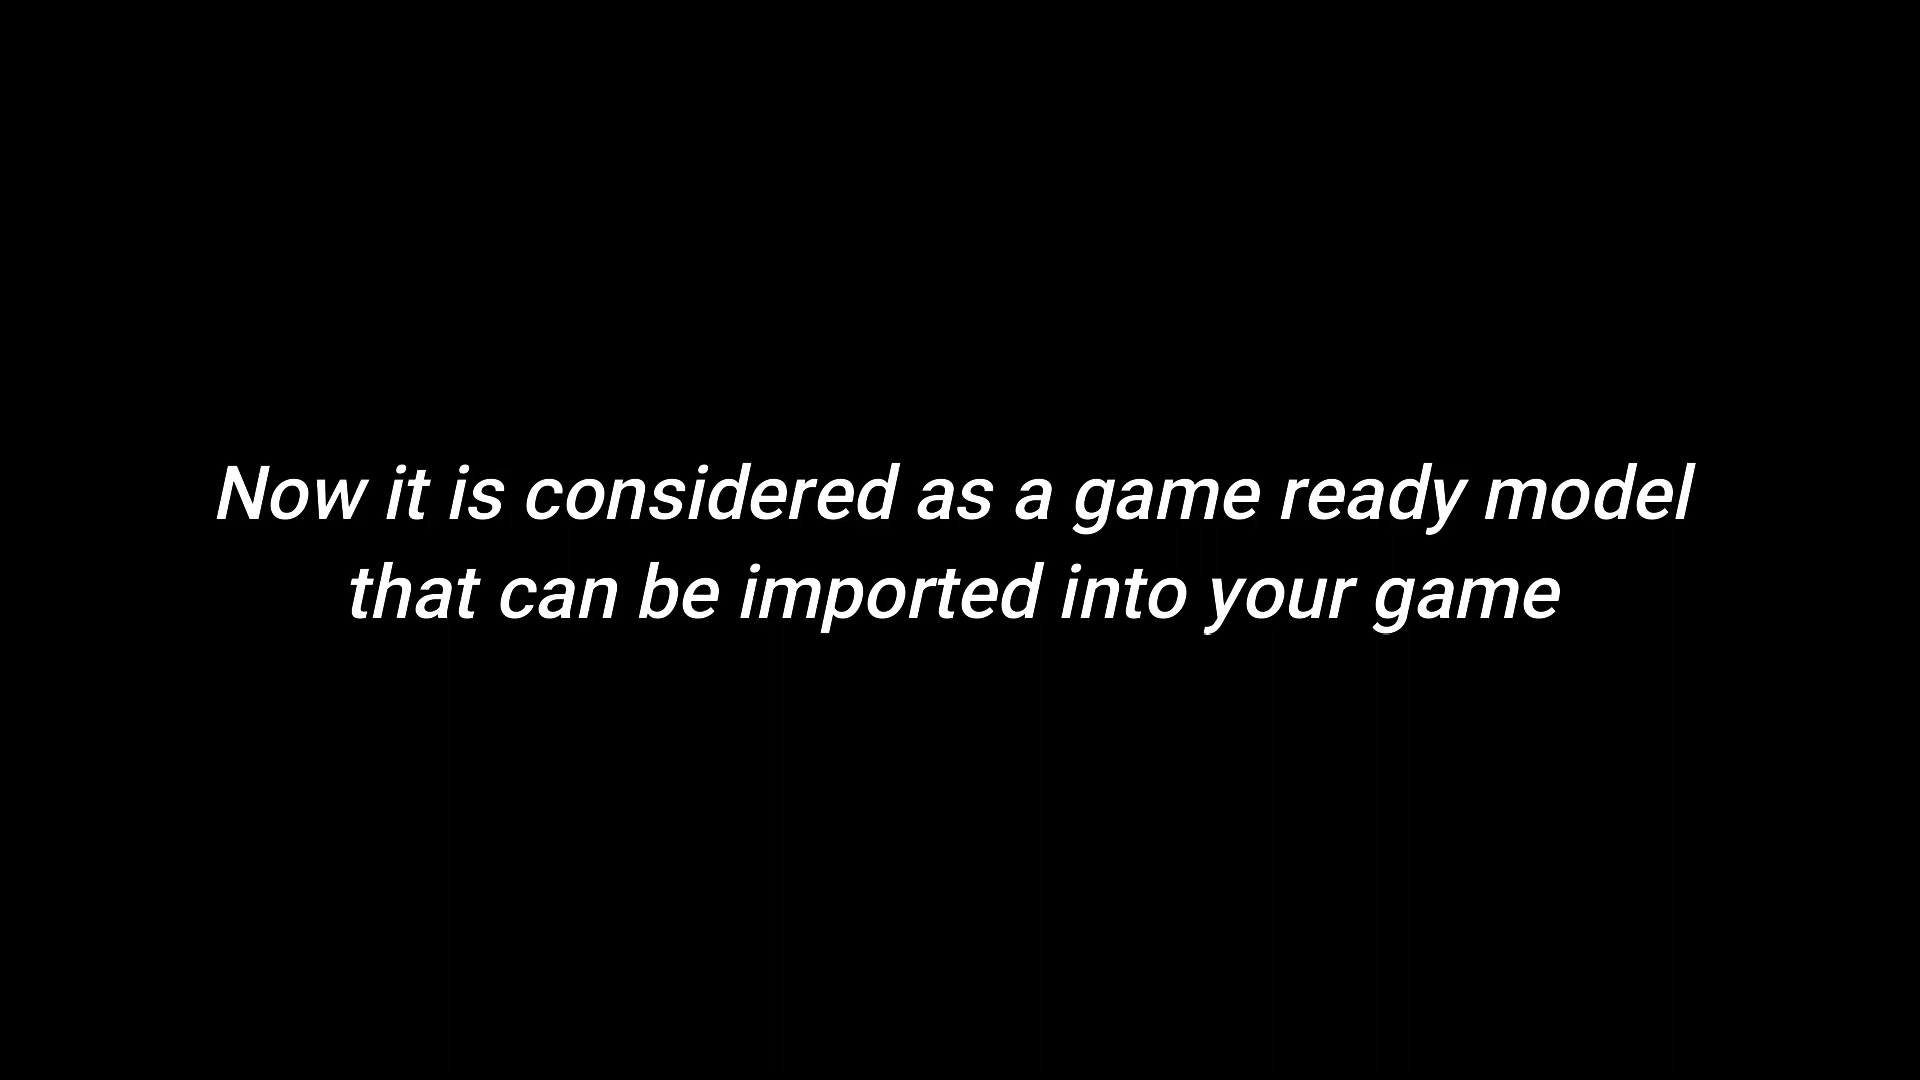 Now it is considered as a game ready model
that can be imported into your game